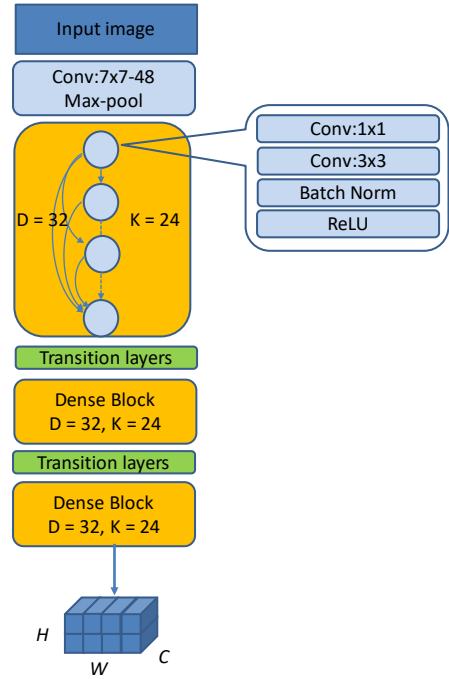 Input image
Conv:7x7-48
Max-pool
Conv:1x1
Conv:3x3
Batch Norm
ReLU
D = 32
K = 24
Transition layers
Dense Block
D = 32, K = 24
Transition layers
Dense Block
D = 32, K = 24
H
W
C